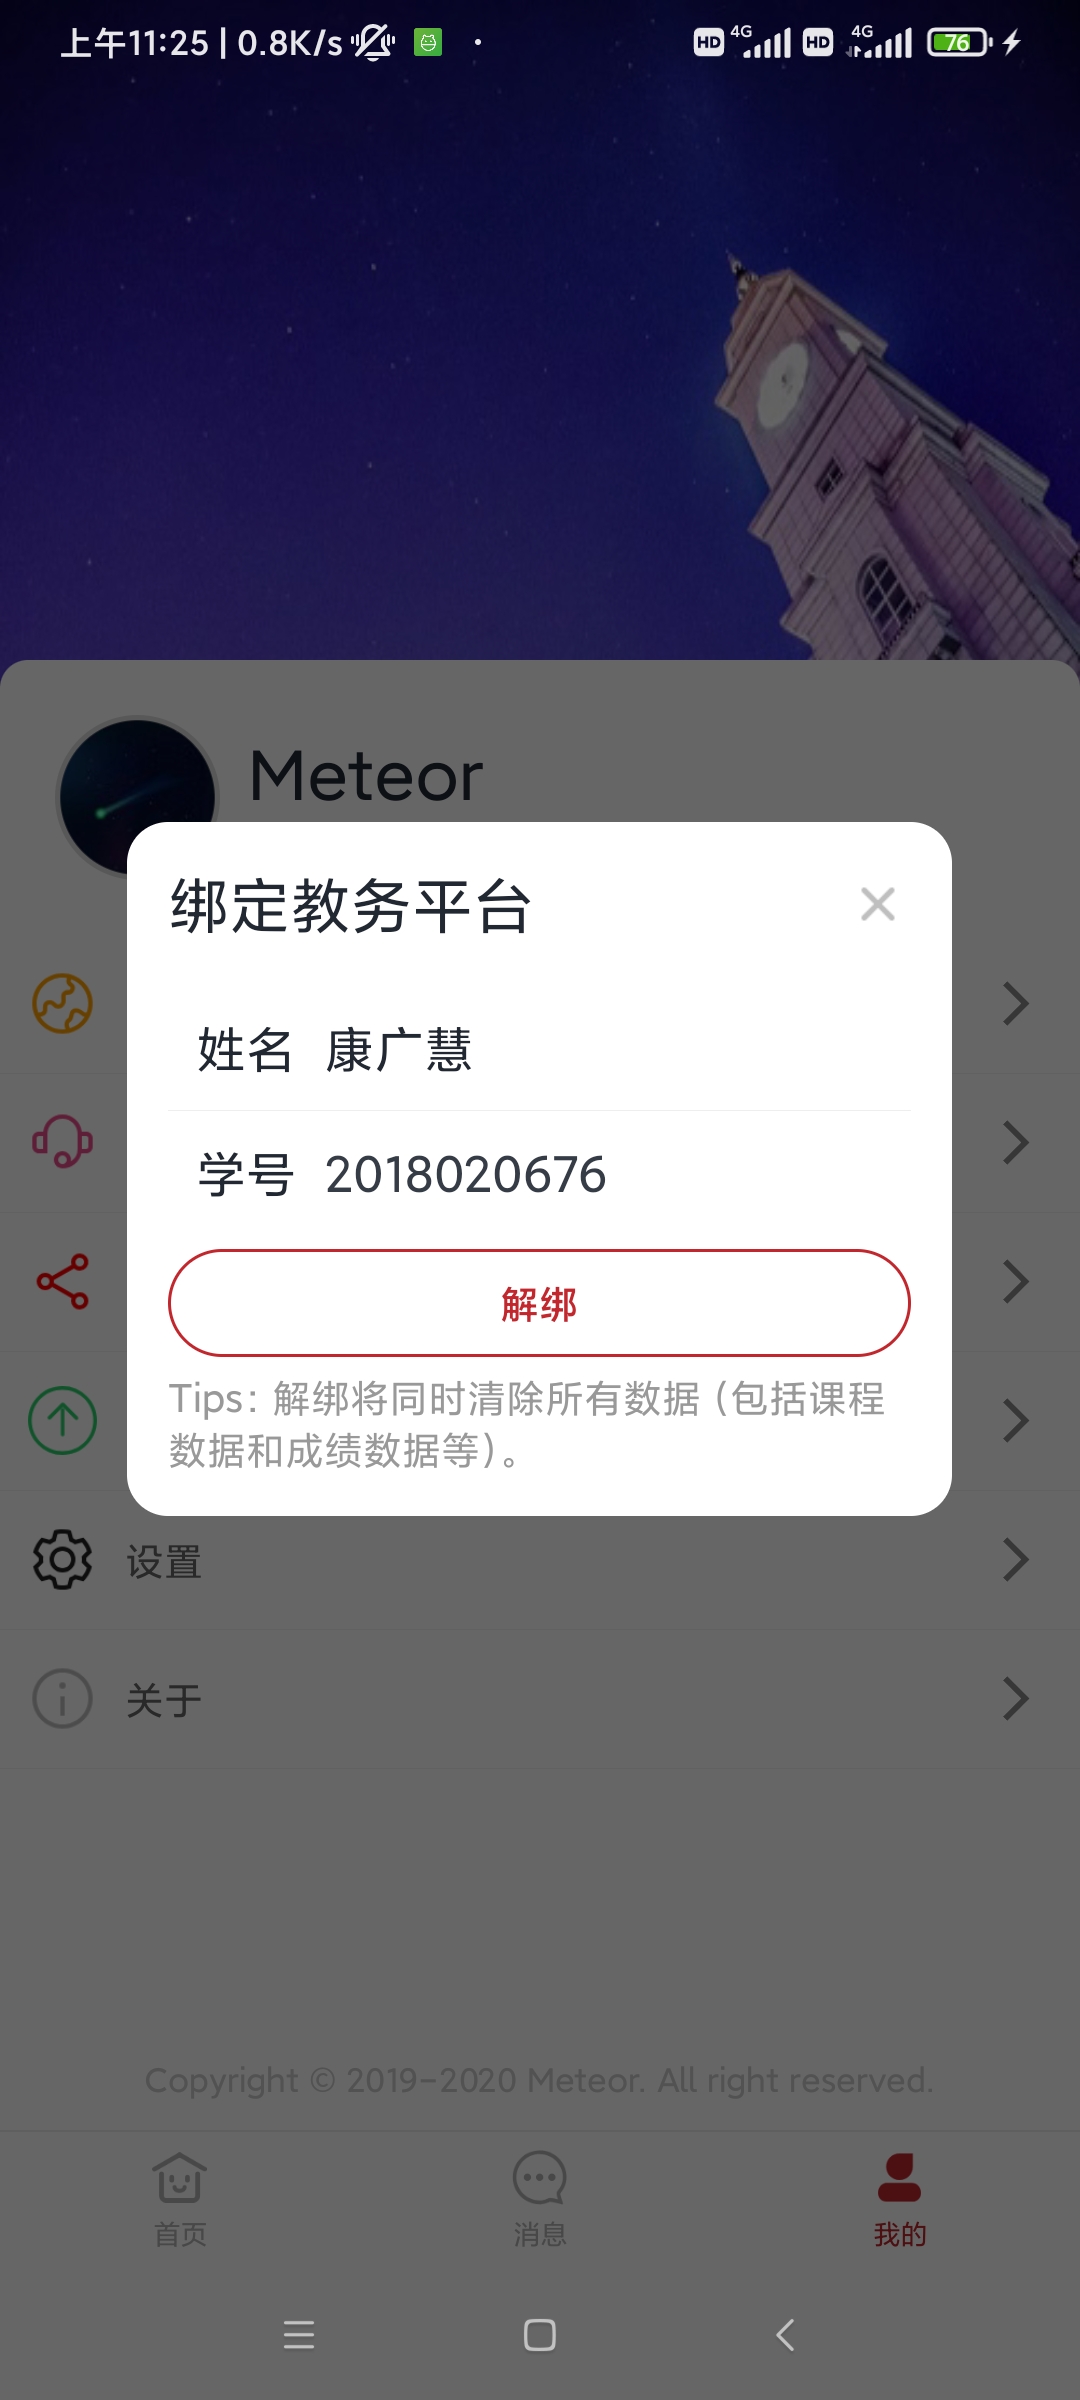 上午11:25 | 0.8K/s
HD 4G HD 4G 76
Meteor
绑定教务平台
姓名 康广慧
学号 2018020676
解绑
Tips: 解绑将同时清除所有数据 (包括课程
数据和成绩数据等)。
设置
关于
Copyright © 2019-2020 Meteor. All right reserved.
首页 消息 我的